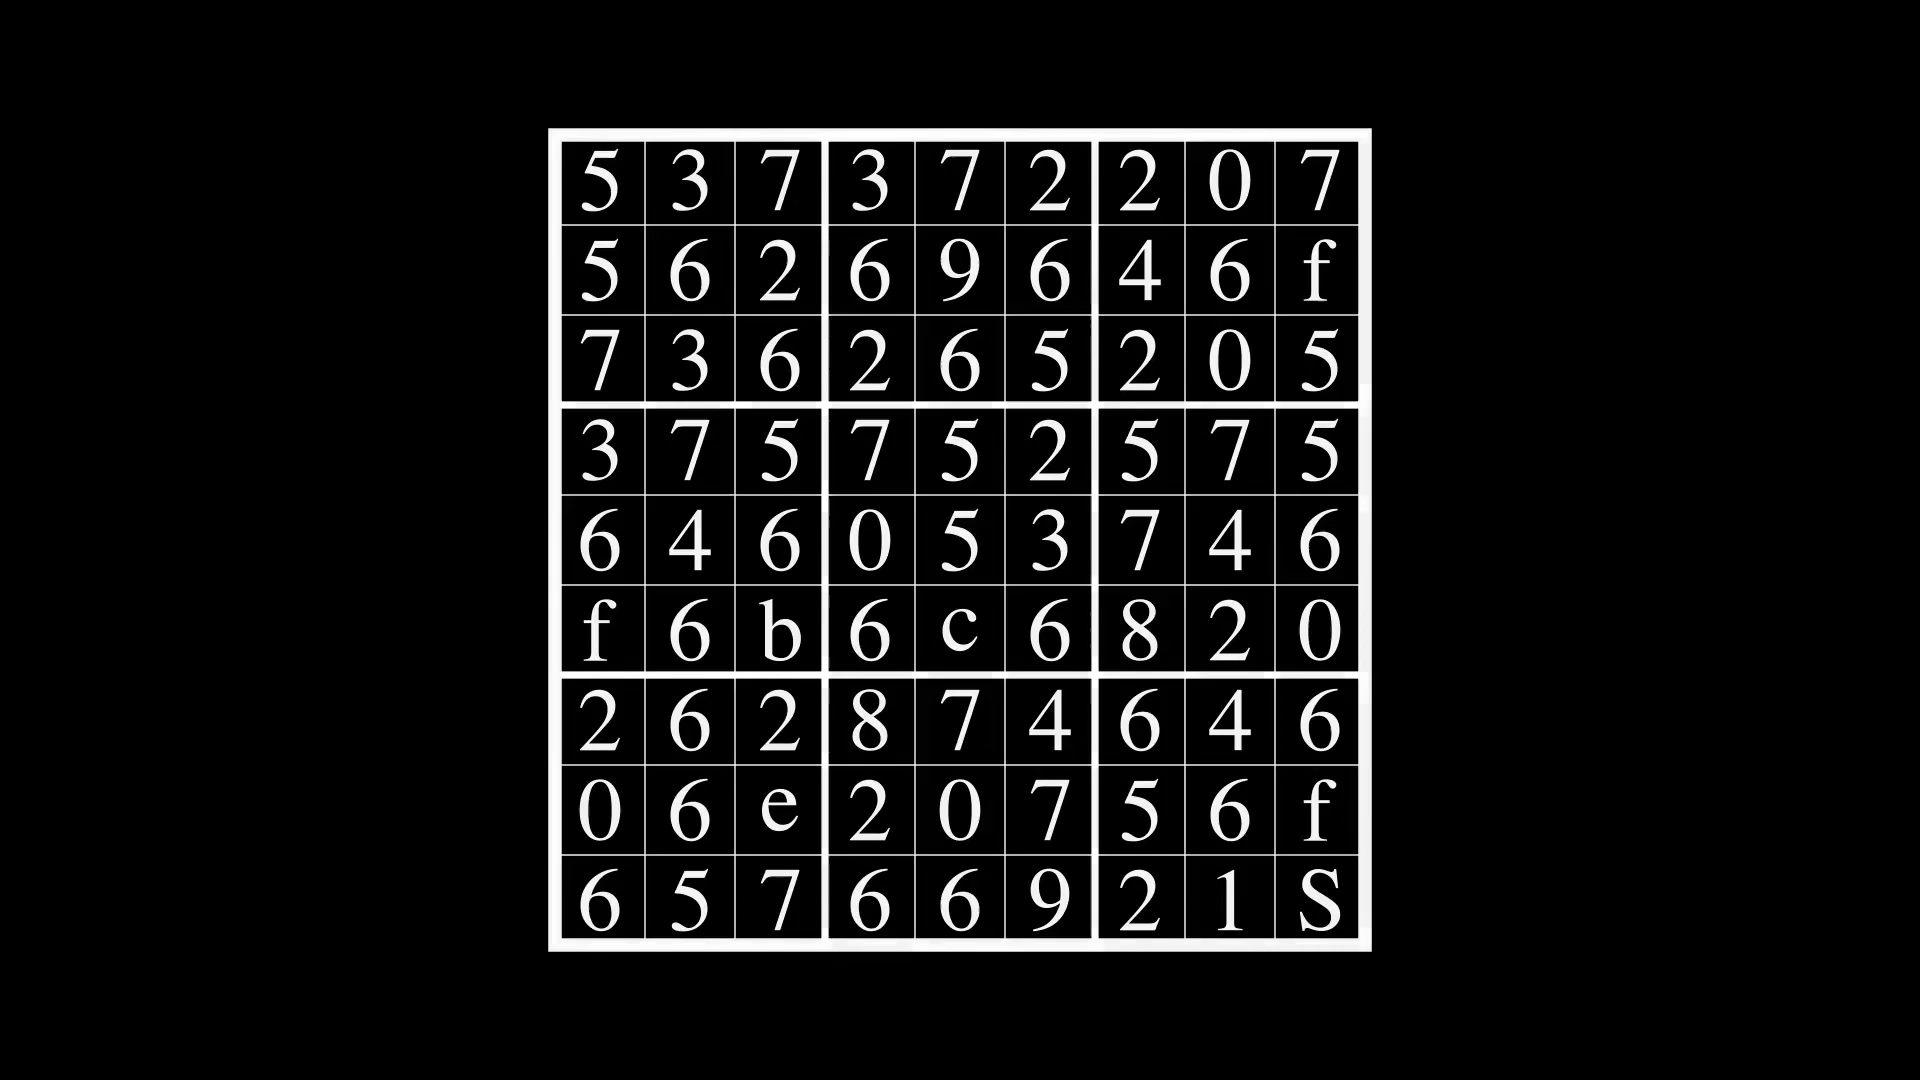 5 3 7 3 7 2 2 0 7
5 6 2 6 9 6 4 6 f
7 3 6 2 6 5 2 0 5
3 7 5 7 5 2 5 7 5
6 4 6 0 5 3 7 4 6
f 6 b 6 c 6 8 2 0
2 6 2 8 7 4 6 4 6
0 6 e 2 0 7 5 6 f
6 5 7 6 6 9 2 1 S